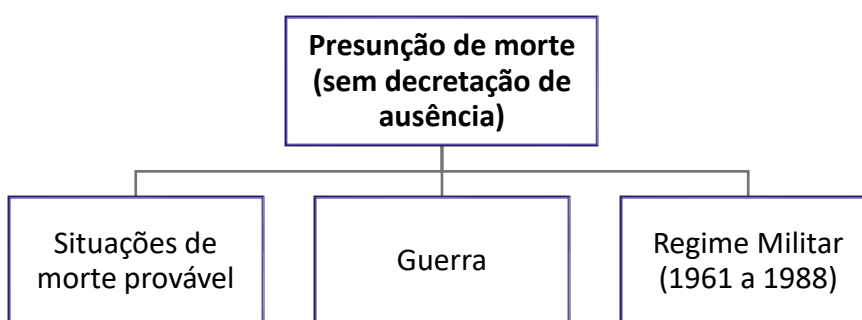 Presunção de morte
(sem decretação de
ausência)
Situações de
morte provável
Guerra
Regime Militar
(1961 a 1988)